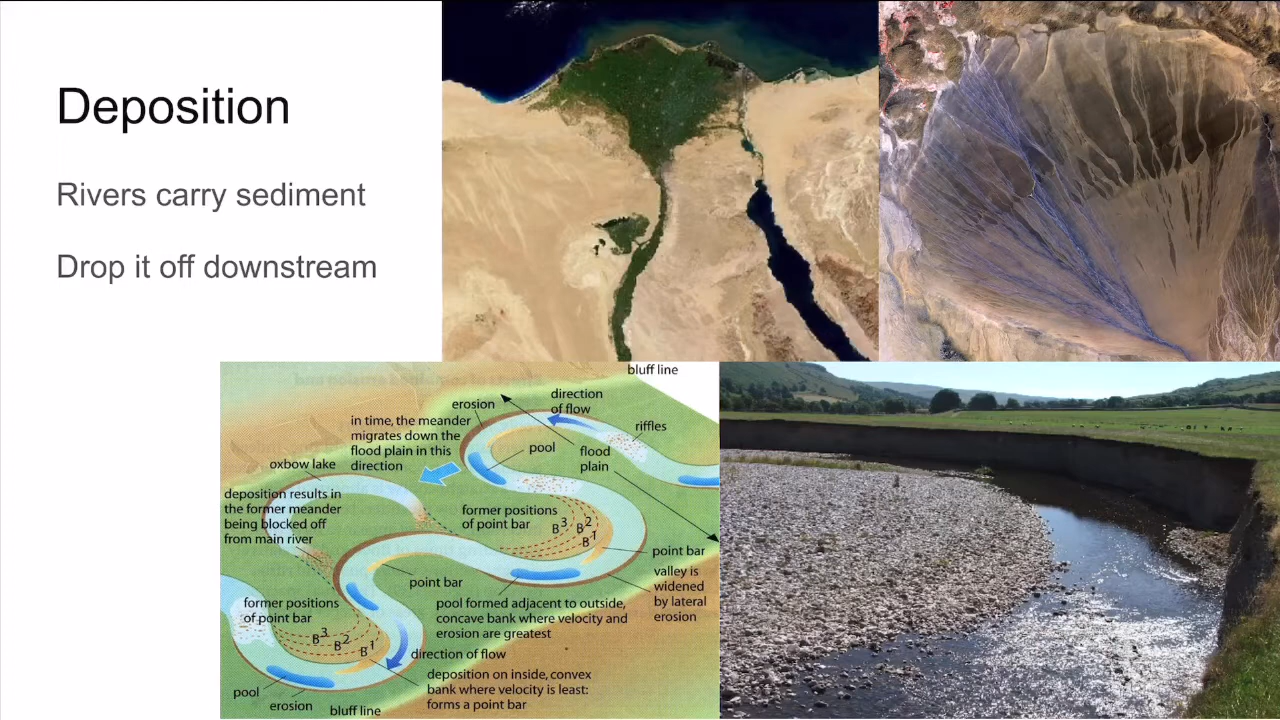 Deposition
Rivers carry sediment
Drop it off downstream
bluff line
direction
of flow
erosion
riffles
in time, the meander
migrates down the
flood plain in this
direction
pool
flood
plain
oxbow lake
deposition results in
the former meander
being blocked off
from main river
former positions
of point bar
B3
B2
B1
point bar
valley is
widened
by lateral
erosion
point bar
pool formed adjacent to outside,
concave bank where velocity and
erosion are greatest
former positions
of point bar
B3
B2
B1
direction of flow
deposition on inside, convex
bank where velocity is least:
forms a point bar
pool
erosion
bluff line